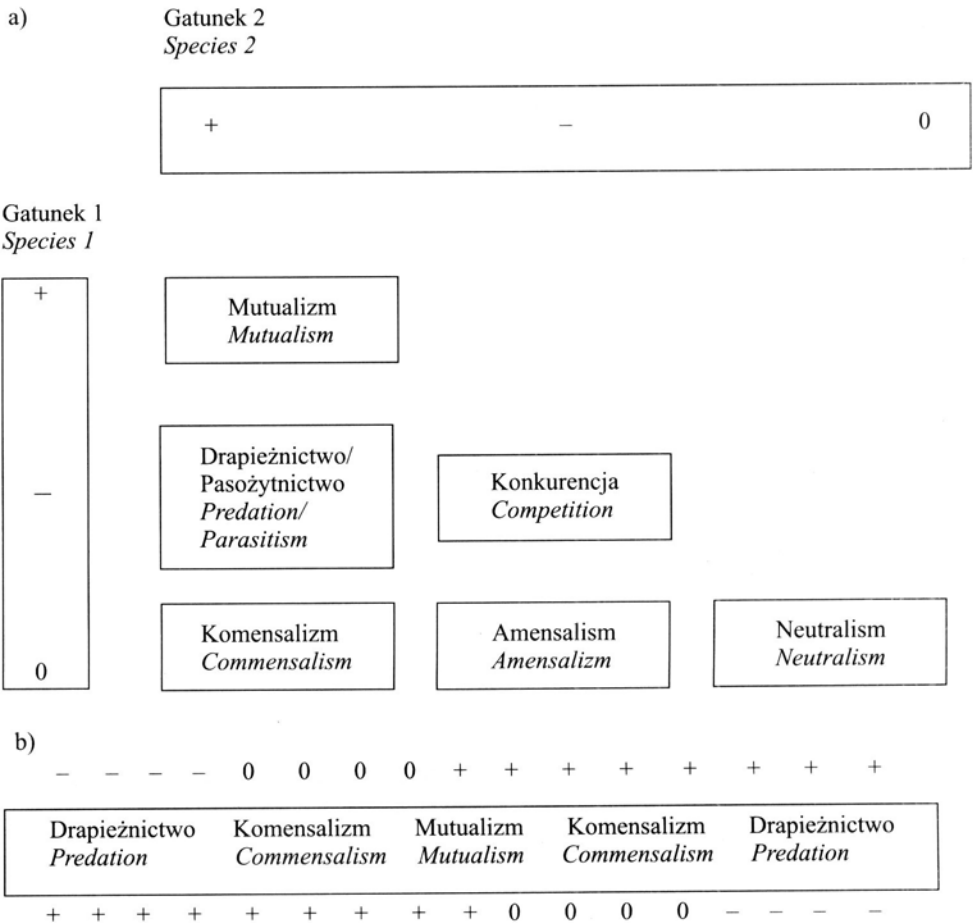 a)
Gatunek 2
Species 2
+ – 0
Gatunek 1
Species 1
+
Mutualizm
Mutualism
–
Drapieżnictwo/
Pasożytnictwo
Predation/
Parasitism
Konkurencja
Competition
0
Komensalizm
Commensalism
Amensalism
Amensalizm
Neutralism
Neutralism
b)
– – – – 0 0 0 0 + + + + + + + +
Drapieżnictwo Komensalizm Mutualizm Komensalizm Drapieżnictwo
Predation Commensalism Mutualism Commensalism Predation
+ + + + + + + + + 0 0 0 0 – – – –